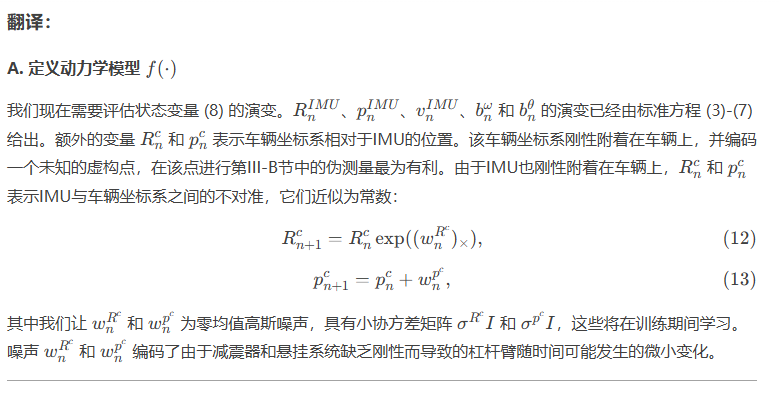 翻译：
A. 定义动力学模型 f(·)
我们现在需要评估状态变量 (8) 的演变。R_n^{IMU}、p_n^{IMU}、v_n^{IMU}、b_n^ω 和 b_n^θ 的演变已经由标准方程 (3)-(7)
给出。额外的变量 R_n^c 和 p_n^c 表示车辆坐标系相对于IMU的位置。该车辆坐标系刚性附着在车辆上，并编码
一个未知的虚构点，在该点进行第III-B节中的伪测量最为有利。由于IMU也刚性附着在车辆上，R_n^c 和 p_n^c
表示IMU与车辆坐标系之间的不对准，它们近似为常数：
R_{n+1}^c = R_n^c exp((w_n^{R^c})_×), (12)
p_{n+1}^c = p_n^c + w_n^{p^c}, (13)
其中我们让 w_n^{R^c} 和 w_n^{p^c} 为零均值高斯噪声，具有小协方差矩阵 σ^{R^c}I 和 σ^{p^c}I，这些将在训练期间学习。
噪声 w_n^{R^c} 和 w_n^{p^c} 编码了由于减震器和悬挂系统缺乏刚性而导致的杠杆臂随时间可能发生的微小变化。